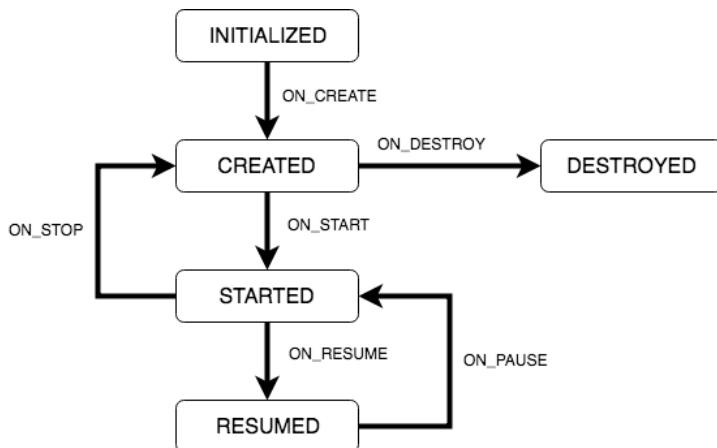 INITIALIZED
ON_CREATE
CREATED
ON_DESTROY
DESTROYED
ON_STOP
ON_START
STARTED
ON_RESUME
ON_PAUSE
RESUMED